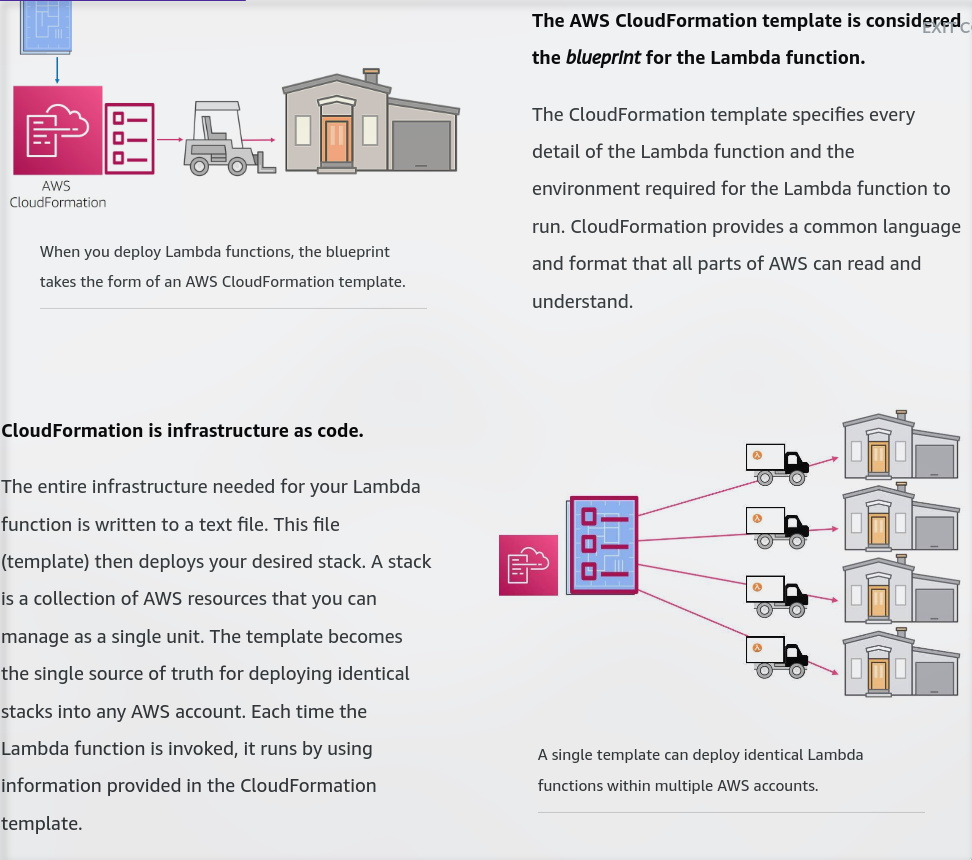 The AWS CloudFormation template is considered
EXIT C
the blueprint for the Lambda function.
The CloudFormation template specifies every
detail of the Lambda function and the
environment required for the Lambda function to
run. CloudFormation provides a common language
and format that all parts of AWS can read and
understand.
AWS
CloudFormation
When you deploy Lambda functions, the blueprint
takes the form of an AWS CloudFormation template.
CloudFormation is infrastructure as code.
The entire infrastructure needed for your Lambda
function is written to a text file. This file
(template) then deploys your desired stack. A stack
is a collection of AWS resources that you can
manage as a single unit. The template becomes
the single source of truth for deploying identical
stacks into any AWS account. Each time the
Lambda function is invoked, it runs by using
information provided in the CloudFormation
template.
A single template can deploy identical Lambda
functions within multiple AWS accounts.